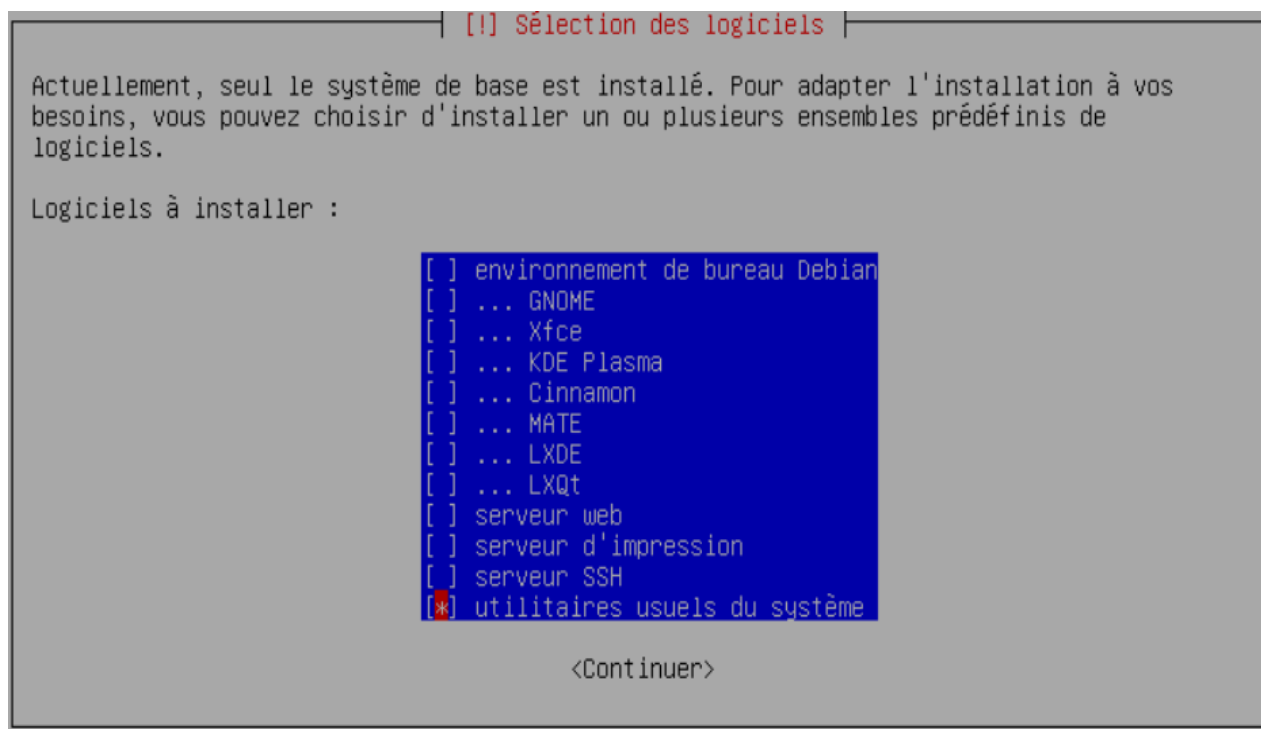 [!] Sélection des logiciels
Actuellement, seul le système de base est installé. Pour adapter l'installation à vos
besoins, vous pouvez choisir d'installer un ou plusieurs ensembles prédéfinis de
logiciels.
Logiciels à installer :
[ ] environnement de bureau Debian
[ ] ... GNOME
[ ] ... Xfce
[ ] ... KDE Plasma
[ ] ... Cinnamon
[ ] ... MATE
[ ] ... LXDE
[ ] ... LXQt
[ ] serveur web
[ ] serveur d'impression
[ ] serveur SSH
[*] utilitaires usuels du système
<Continuer>